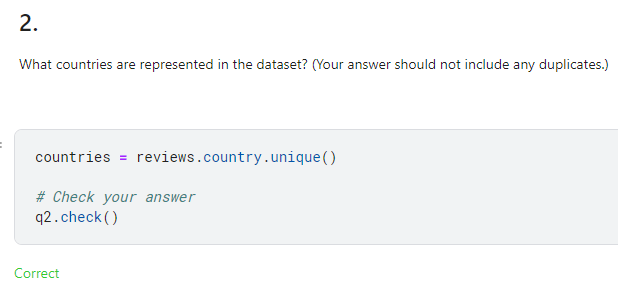 2.
What countries are represented in the dataset? (Your answer should not include any duplicates.)
countries = reviews.country.unique()
# Check your answer
q2.check()
Correct